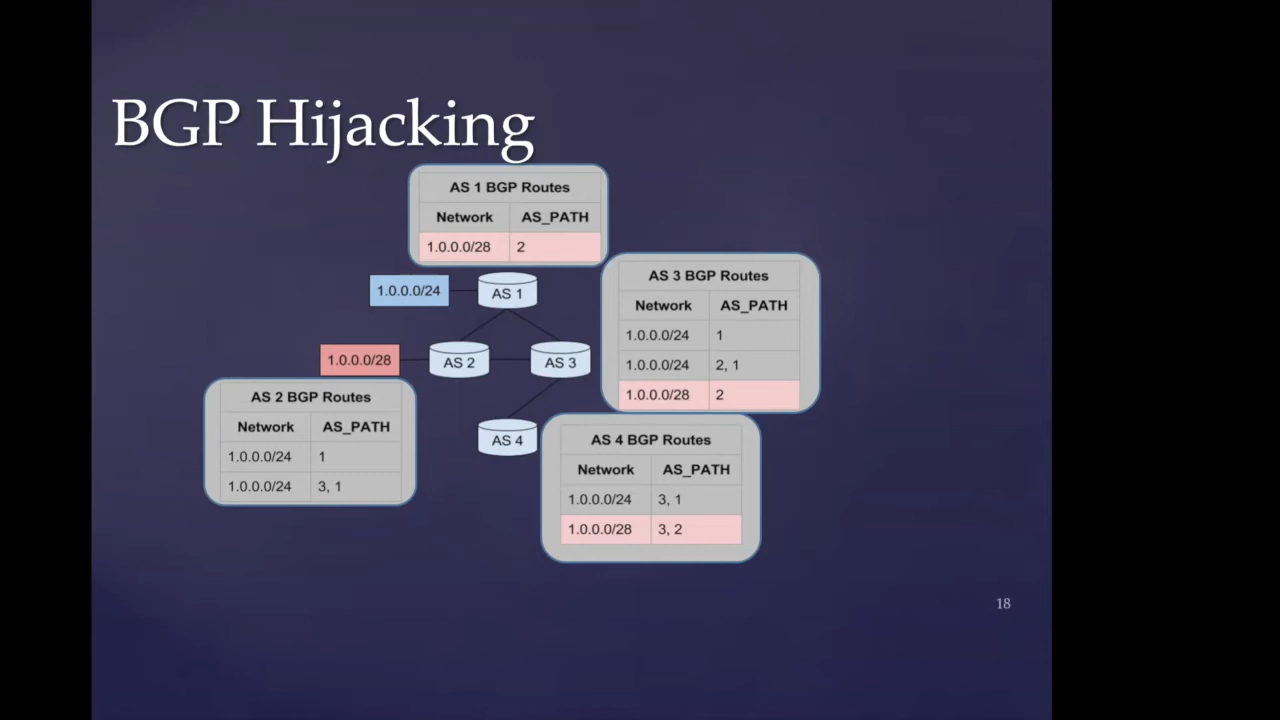 BGP Hijacking
AS 1 BGP Routes
Network AS_PATH
1.0.0.0/28 2
1.0.0.0/24
AS 1
AS 3 BGP Routes
Network AS_PATH
1.0.0.0/24 1
1.0.0.0/24 2, 1
1.0.0.0/28 2
1.0.0.0/28
AS 2
AS 3
AS 2 BGP Routes
Network AS_PATH
1.0.0.0/24 1
1.0.0.0/24 3, 1
AS 4
AS 4 BGP Routes
Network AS_PATH
1.0.0.0/24 3, 1
1.0.0.0/28 3, 2
18